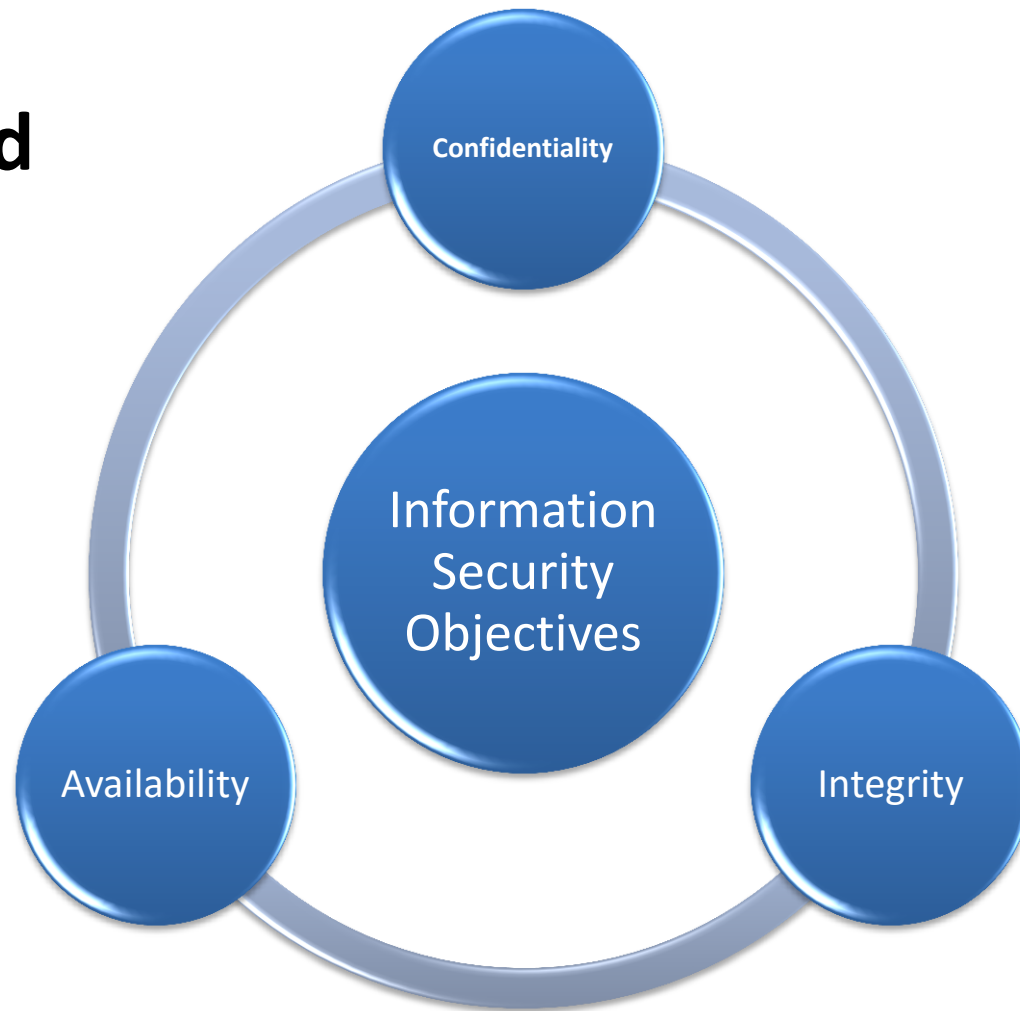 d
Confidentiality
Information
Security
Objectives
Availability
Integrity